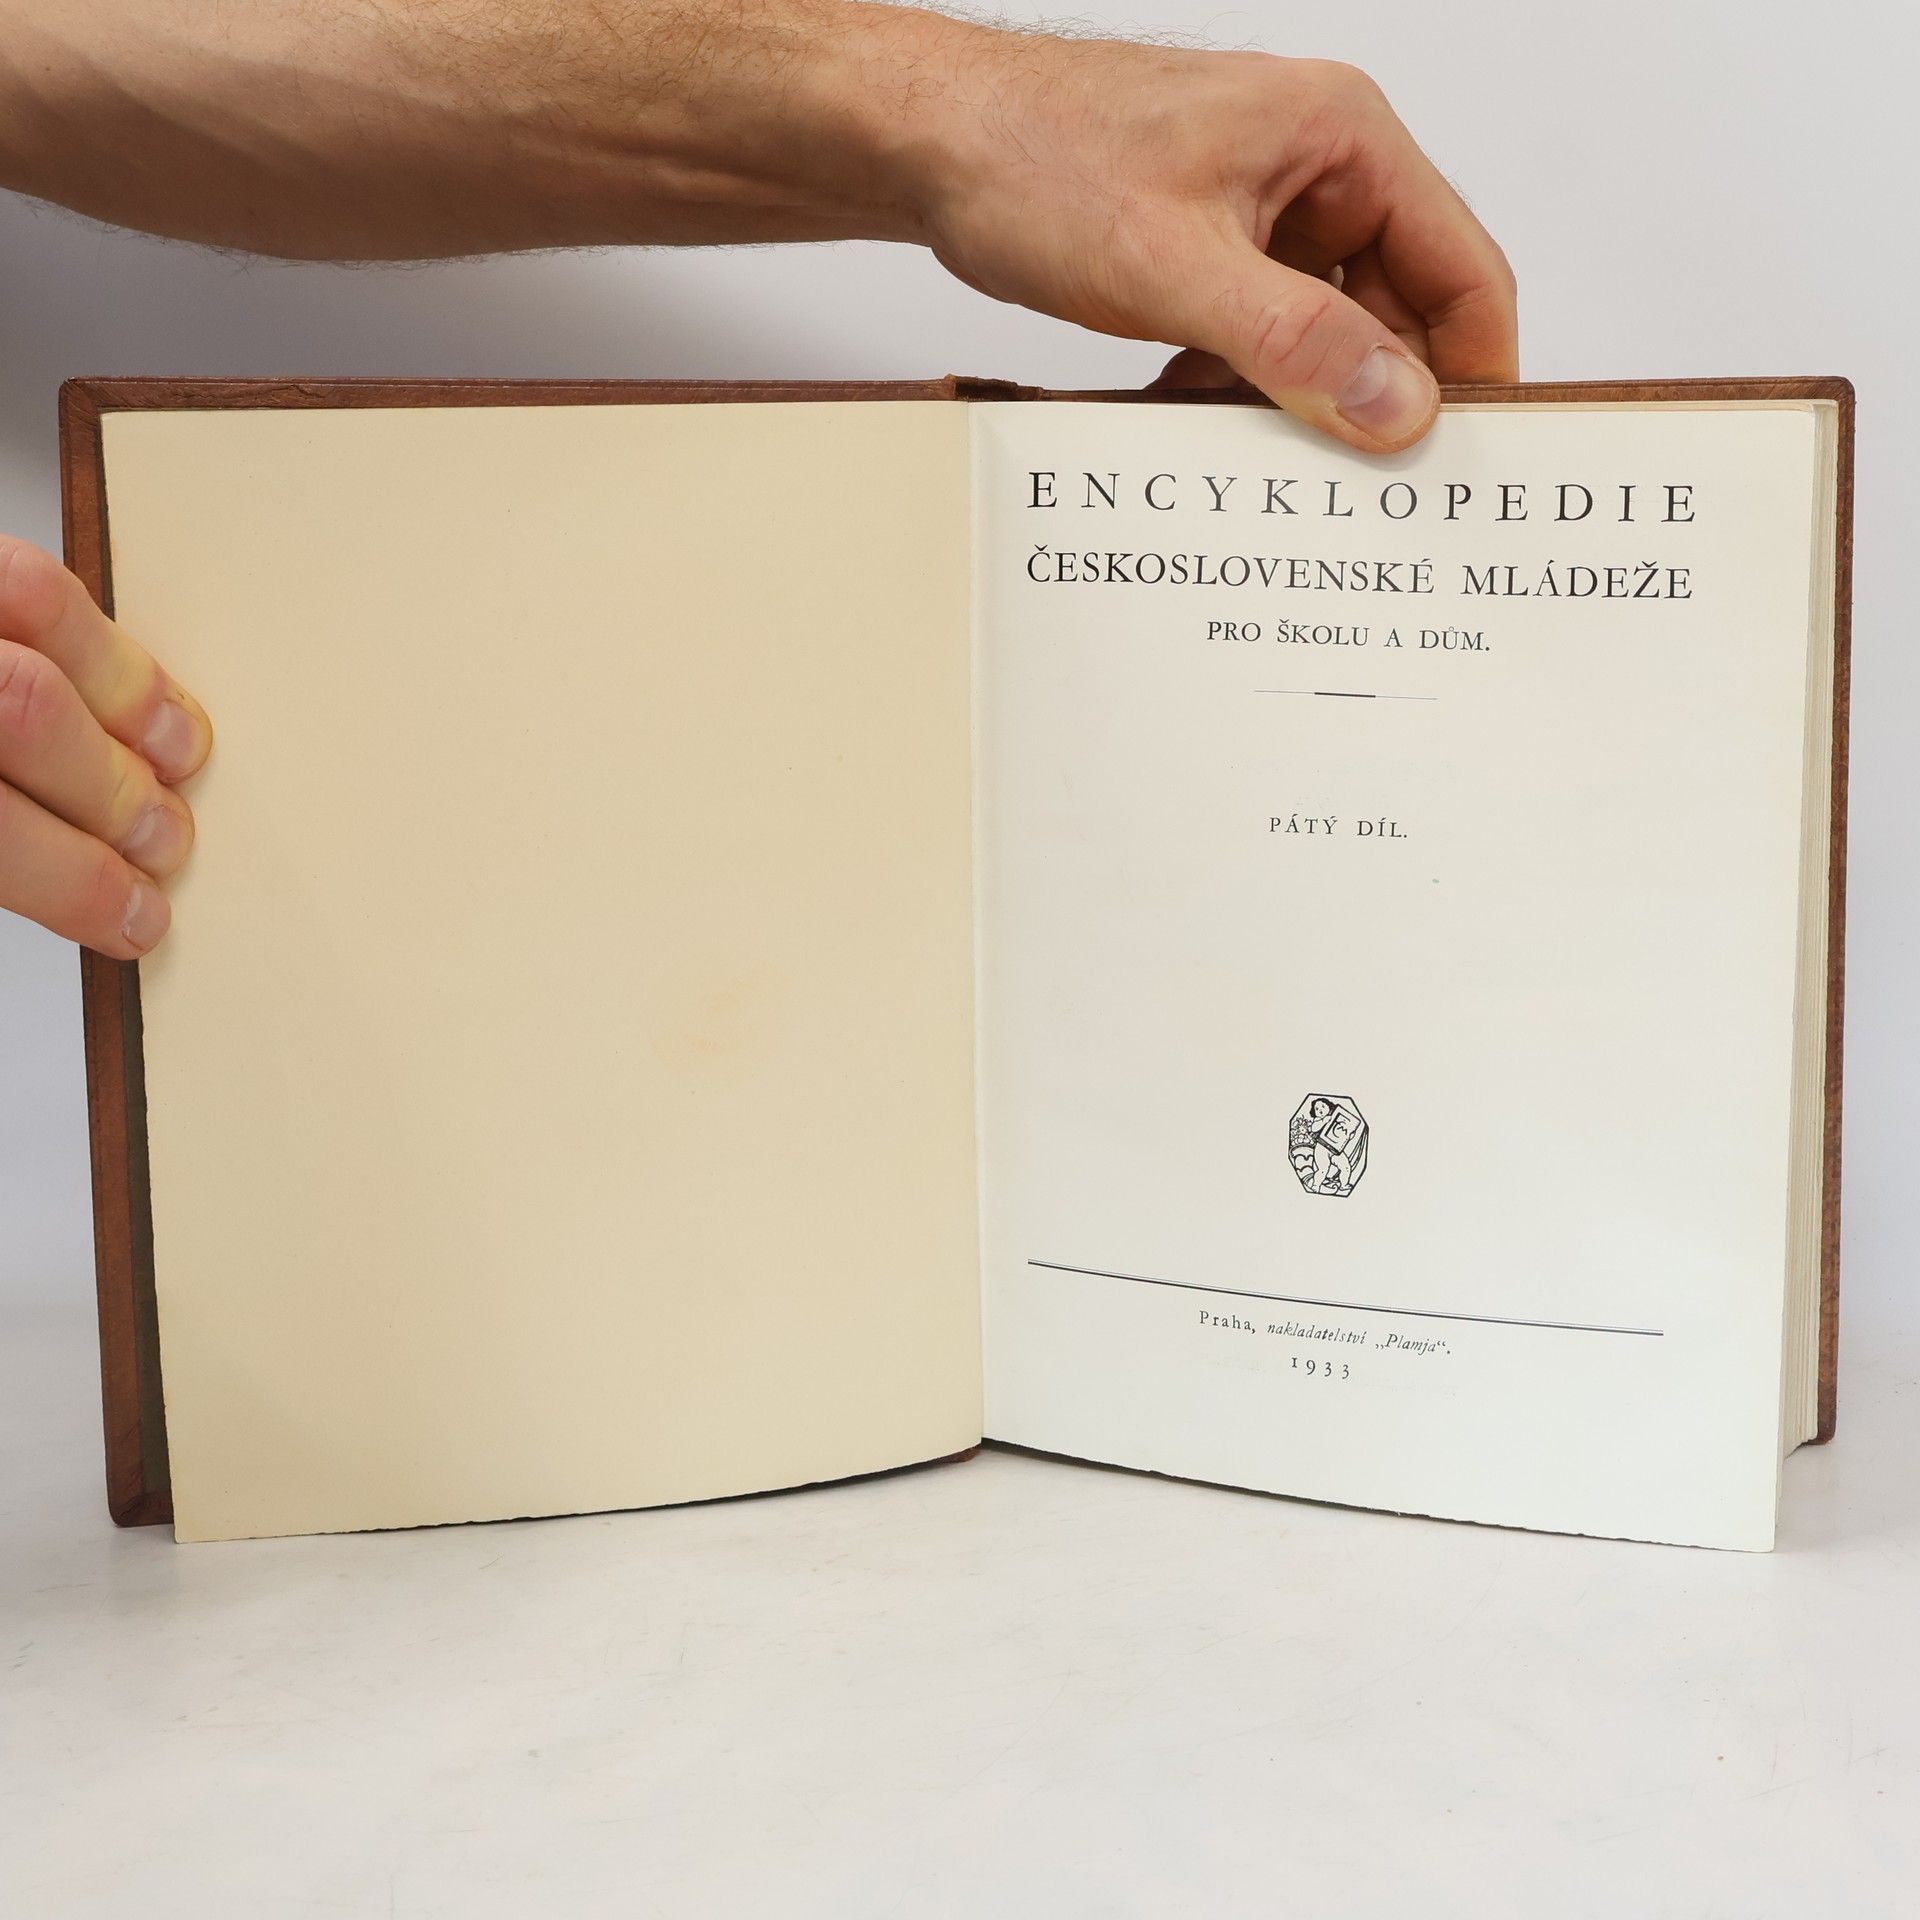 ENCYKLOPEDIE
ČESKOSLOVENSKÉ MLÁDEŽE
PRO ŠKOLU A DŮM.
PÁTÝ DÍL.
Praha, nakladatelství „Plamja“.
1933